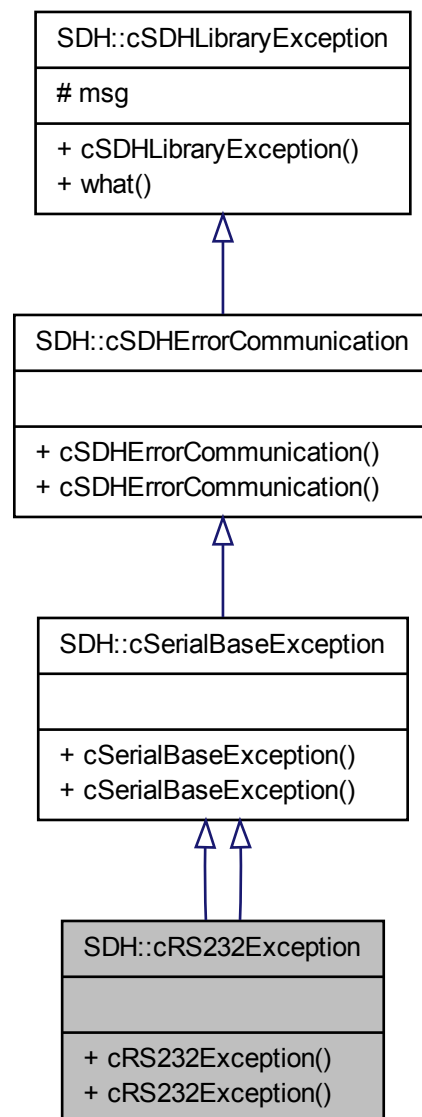 SDH::cSDHLibraryException
# msg
+ cSDHLibraryException()
+ what()
SDH::cSDHErrorCommunication
+ cSDHErrorCommunication()
+ cSDHErrorCommunication()
SDH::cSerialBaseException
+ cSerialBaseException()
+ cSerialBaseException()
SDH::cRS232Exception
+ cRS232Exception()
+ cRS232Exception()